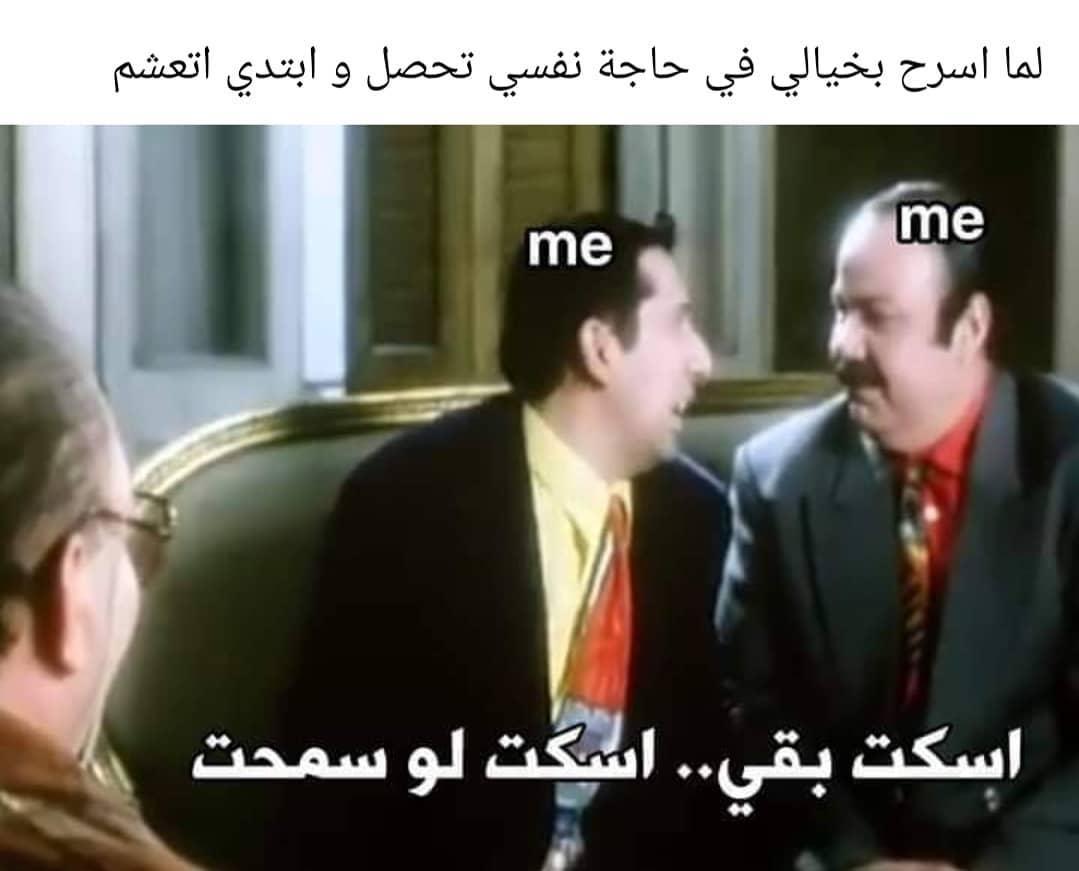 لما اسرح بخيالي في حاجة نفسي تحصل و ابتدي اتعشم
me
me
اسكت بقي.. اسكت لو سمحت